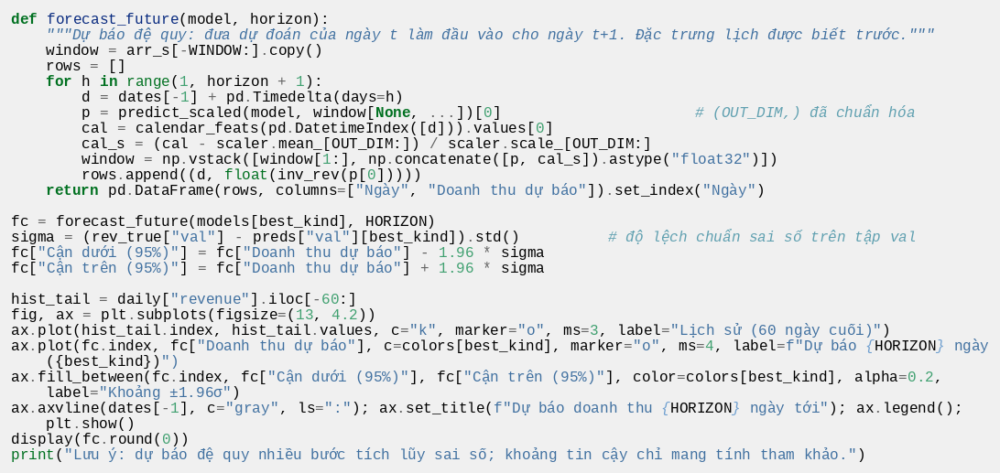 def forecast_future(model, horizon):
    """Dự báo đệ quy: đưa dự đoán của ngày t làm đầu vào cho ngày t+1. Đặc trưng lịch được biết trước."""
    window = arr_s[-WINDOW:].copy()
    rows = []
    for h in range(1, horizon + 1):
        d = dates[-1] + pd.Timedelta(days=h)
        p = predict_scaled(model, window[None, ...])[0]                      # (OUT_DIM,) đã chuẩn hóa
        cal = calendar_feats(pd.DatetimeIndex([d])).values[0]
        cal_s = (cal - scaler.mean_[OUT_DIM:]) / scaler.scale_[OUT_DIM:]
        window = np.vstack([window[1:], np.concatenate([p, cal_s]).astype("float32")])
        rows.append((d, float(inv_rev(p[0]))))
    return pd.DataFrame(rows, columns=["Ngày", "Doanh thu dự báo"]).set_index("Ngày")

fc = forecast_future(models[best_kind], HORIZON)
sigma = (rev_true["val"] - preds["val"][best_kind]).std()          # độ lệch chuẩn sai số trên tập val
fc["Cận dưới (95%)"] = fc["Doanh thu dự báo"] - 1.96 * sigma
fc["Cận trên (95%)"] = fc["Doanh thu dự báo"] + 1.96 * sigma

hist_tail = daily["revenue"].iloc[-60:]
fig, ax = plt.subplots(figsize=(13, 4.2))
ax.plot(hist_tail.index, hist_tail.values, c="k", marker="o", ms=3, label="Lịch sử (60 ngày cuối)")
ax.plot(fc.index, fc["Doanh thu dự báo"], c=colors[best_kind], marker="o", ms=4, label=f"Dự báo {HORIZON} ngày
    ({best_kind})")
ax.fill_between(fc.index, fc["Cận dưới (95%)"], fc["Cận trên (95%)"], color=colors[best_kind], alpha=0.2,
    label="Khoảng ±1.96σ")
ax.axvline(dates[-1], c="gray", ls=":"); ax.set_title(f"Dự báo doanh thu {HORIZON} ngày tới"); ax.legend();
    plt.show()
display(fc.round(0))
print("Lưu ý: dự báo đệ quy nhiều bước tích lũy sai số; khoảng tin cậy chỉ mang tính tham khảo.")